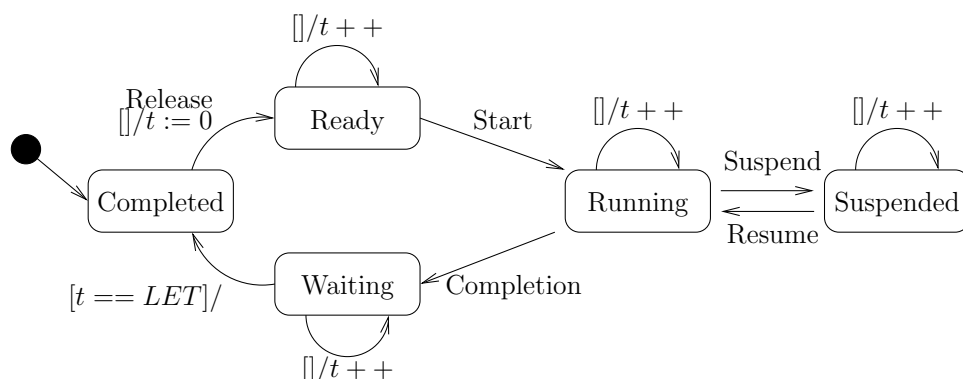 []/t + +
Release
[]/t := 0
Ready
Start
[]/t + +
[]/t + +
Suspend
Completed
Running
Suspended
Resume
[t == LET]/
Waiting
Completion
[]/t + +